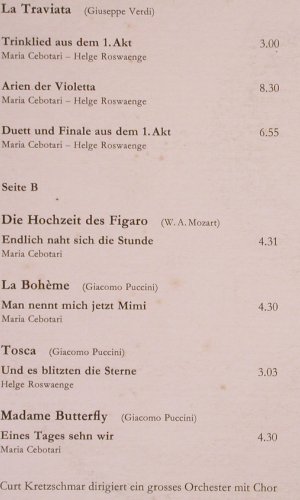 La Traviata (Giuseppe Verdi)
Trinklied aus dem 1. Akt 3.00
Maria Cebotari – Helge Roswaenge
Arien der Violetta 8.30
Maria Cebotari – Helge Roswaenge
Duett und Finale aus dem 1. Akt 6.55
Maria Cebotari – Helge Roswaenge
Seite B
Die Hochzeit des Figaro (W. A. Mozart)
Endlich naht sich die Stunde 4.31
Maria Cebotari
La Bohème (Giacomo Puccini)
Man nennt mich jetzt Mimi 4.30
Maria Cebotari
Tosca (Giacomo Puccini)
Und es blitzten die Sterne 3.03
Helge Roswaenge
Madame Butterfly (Giacomo Puccini)
Eines Tages sehn wir 4.30
Maria Cebotari
Curt Kretzschmar dirigiert ein grosses Orchester mit Chor